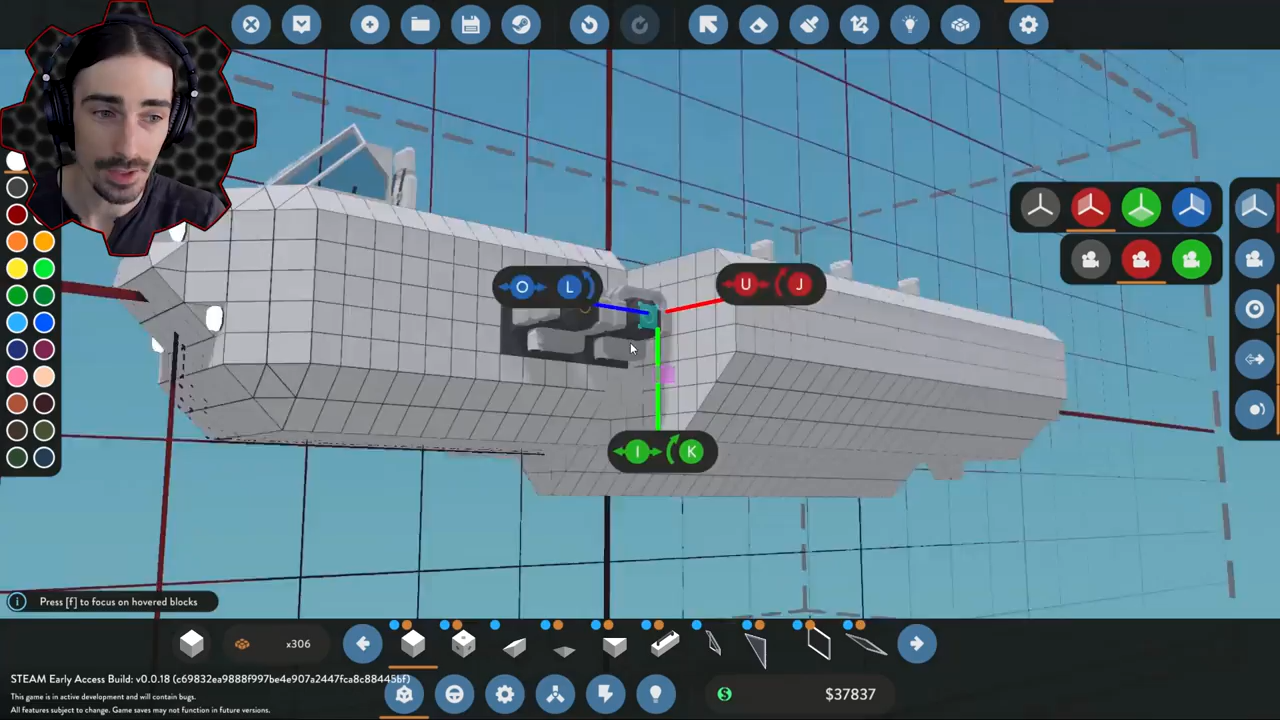 O L
U J
I K
Press [f] to focus on hovered blocks
x306
STEAM Early Access Build: v0.0.18 (c69832ea9888f997be4e907a2447fca8c88445bf)
This game is in active development and will contain bugs.
All features subject to change. Game saves may not function in future versions.
$ $37837